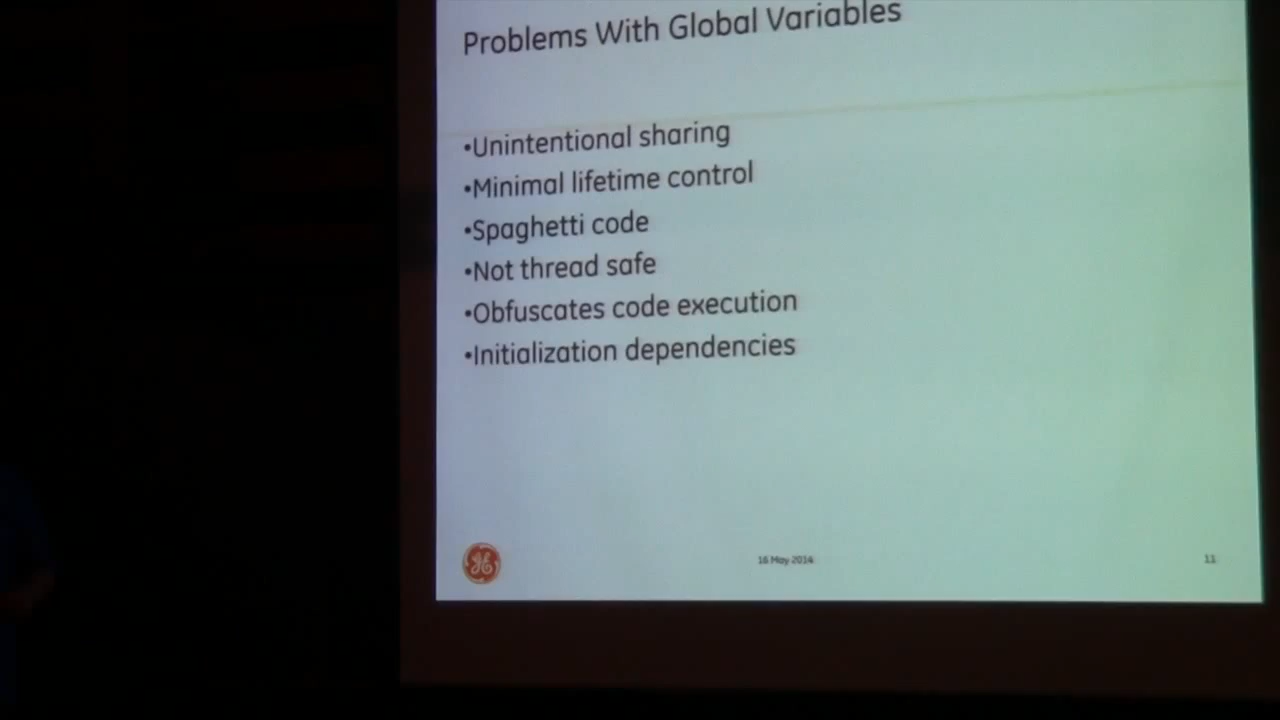 Problems With Global Variables
•Unintentional sharing
•Minimal lifetime control
•Spaghetti code
•Not thread safe
•Obfuscates code execution
•Initialization dependencies
GE
16 May 2014
11